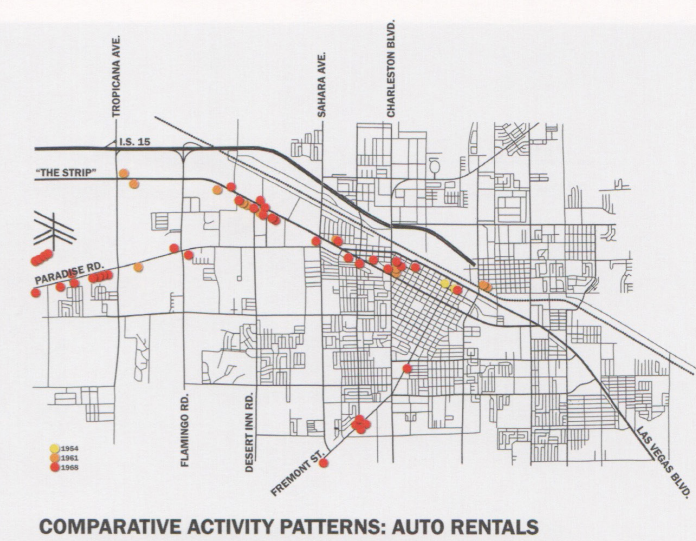 TROPICANA AVE.
SAHARA AVE.
CHARLESTON BLVD.
I.S. 15
"THE STRIP"
PARADISE RD.
FLAMINGO RD.
DESERT INN RD.
FREMONT ST.
LAS VEGAS BLVD.
1954
1961
1968
COMPARATIVE ACTIVITY PATTERNS: AUTO RENTALS